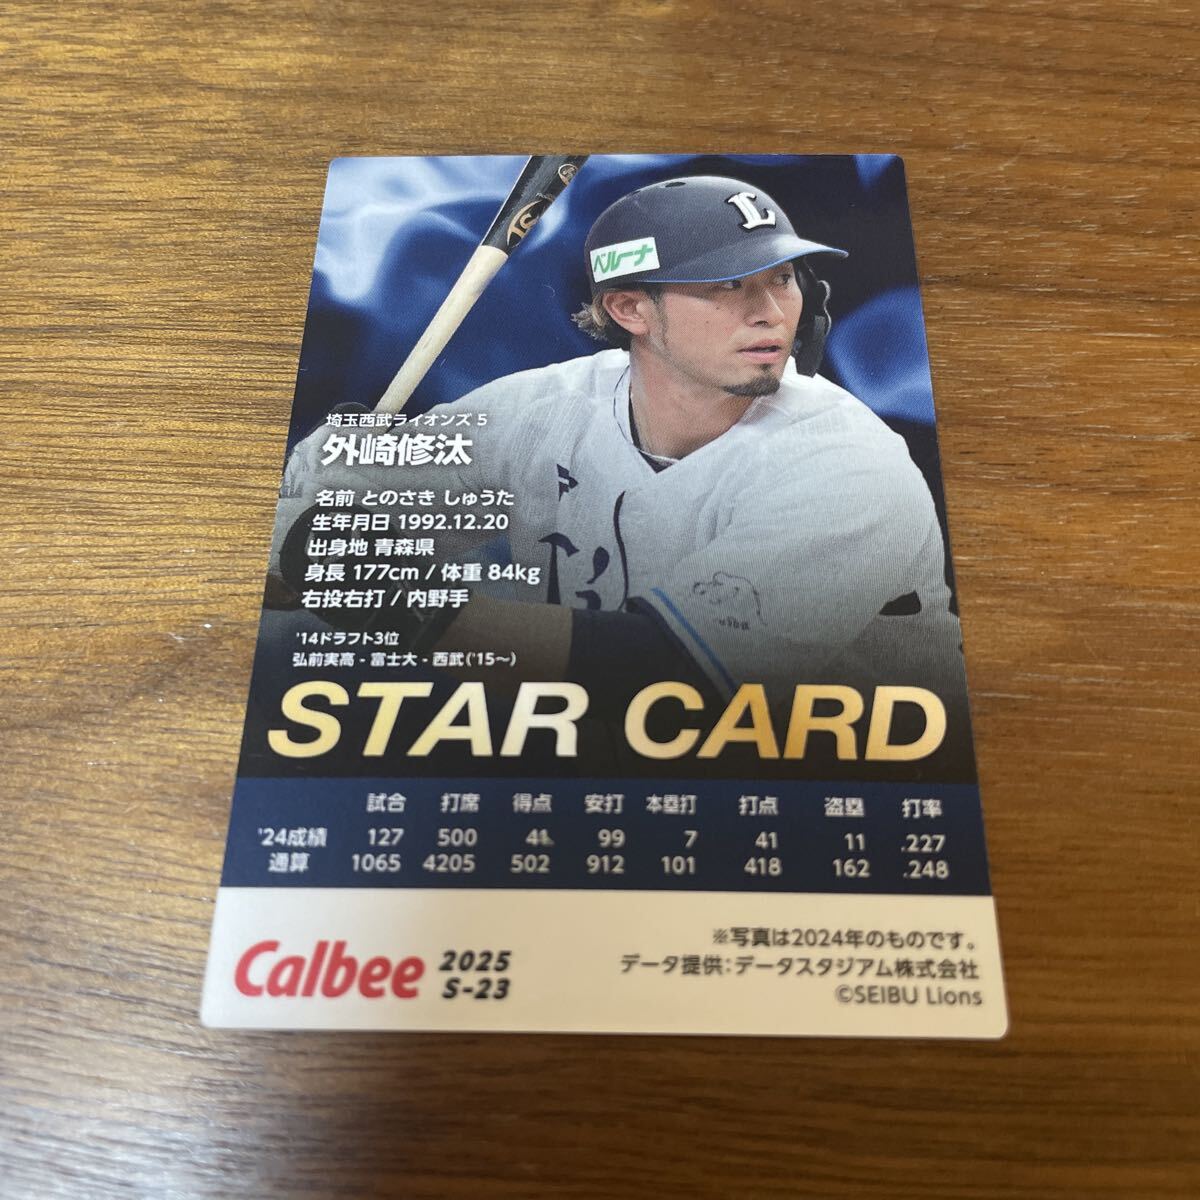 L
ベルーナ
埼玉西武ライオンズ 5
外崎修汰
名前 とのさき しゅうた
生年月日 1992.12.20
出身地 青森県
身長 177cm / 体重 84kg
右投右打 / 内野手
'14ドラフト3位
弘前実高 - 富士大 - 西武('15～)
STAR CARD
試合 打席 得点 安打 本塁打 打点 盗塁 打率
'24成績 127 500 99 7 41 11 .227
通算 1065 4205 502 912 101 418 162 .248
Calbee 2025
S-23
※写真は2024年のものです。
データ提供:データスタジアム株式会社
©SEIBU Lions